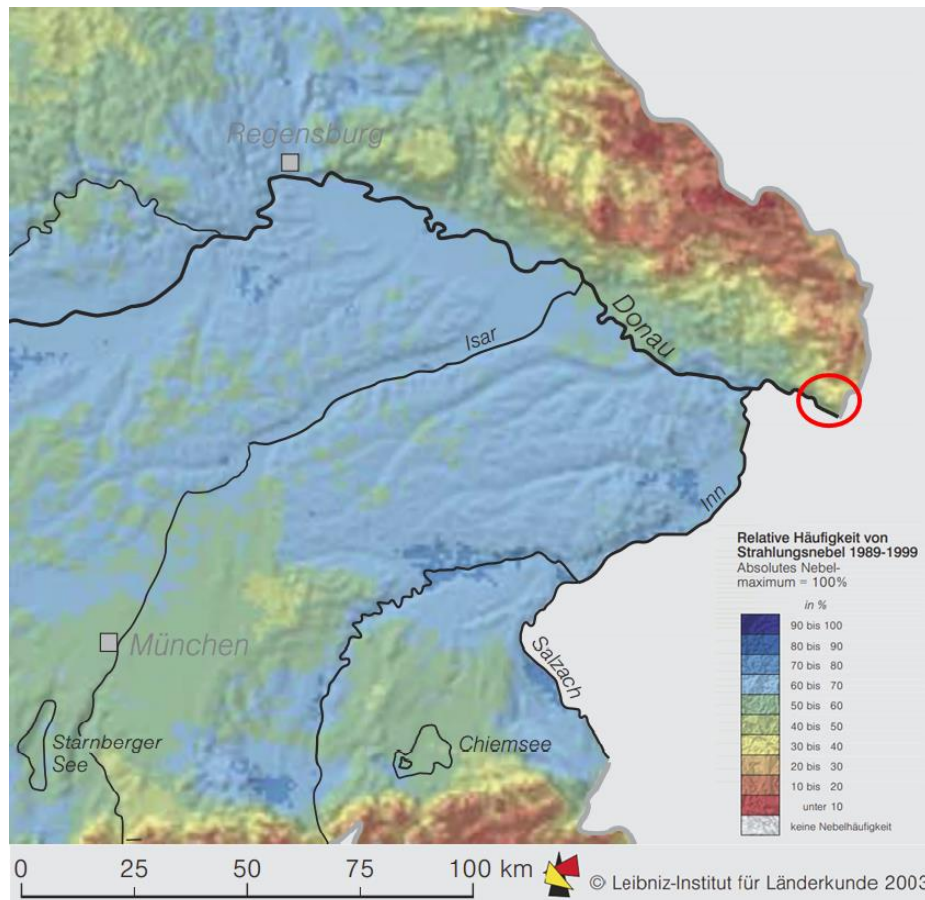 Regensburg
Donau
Isar
Inn
München
Salzach
Starnberger
See
Chiemsee
Relative Häufigkeit von
Strahlungsnebel 1989-1999
Absolutes Nebel-
maximum = 100%
in %
90 bis 100
80 bis 90
70 bis 80
60 bis 70
50 bis 60
40 bis 50
30 bis 40
20 bis 30
10 bis 20
unter 10
keine Nebelhäufigkeit
0 25 50 75 100 km
© Leibniz-Institut für Länderkunde 2003